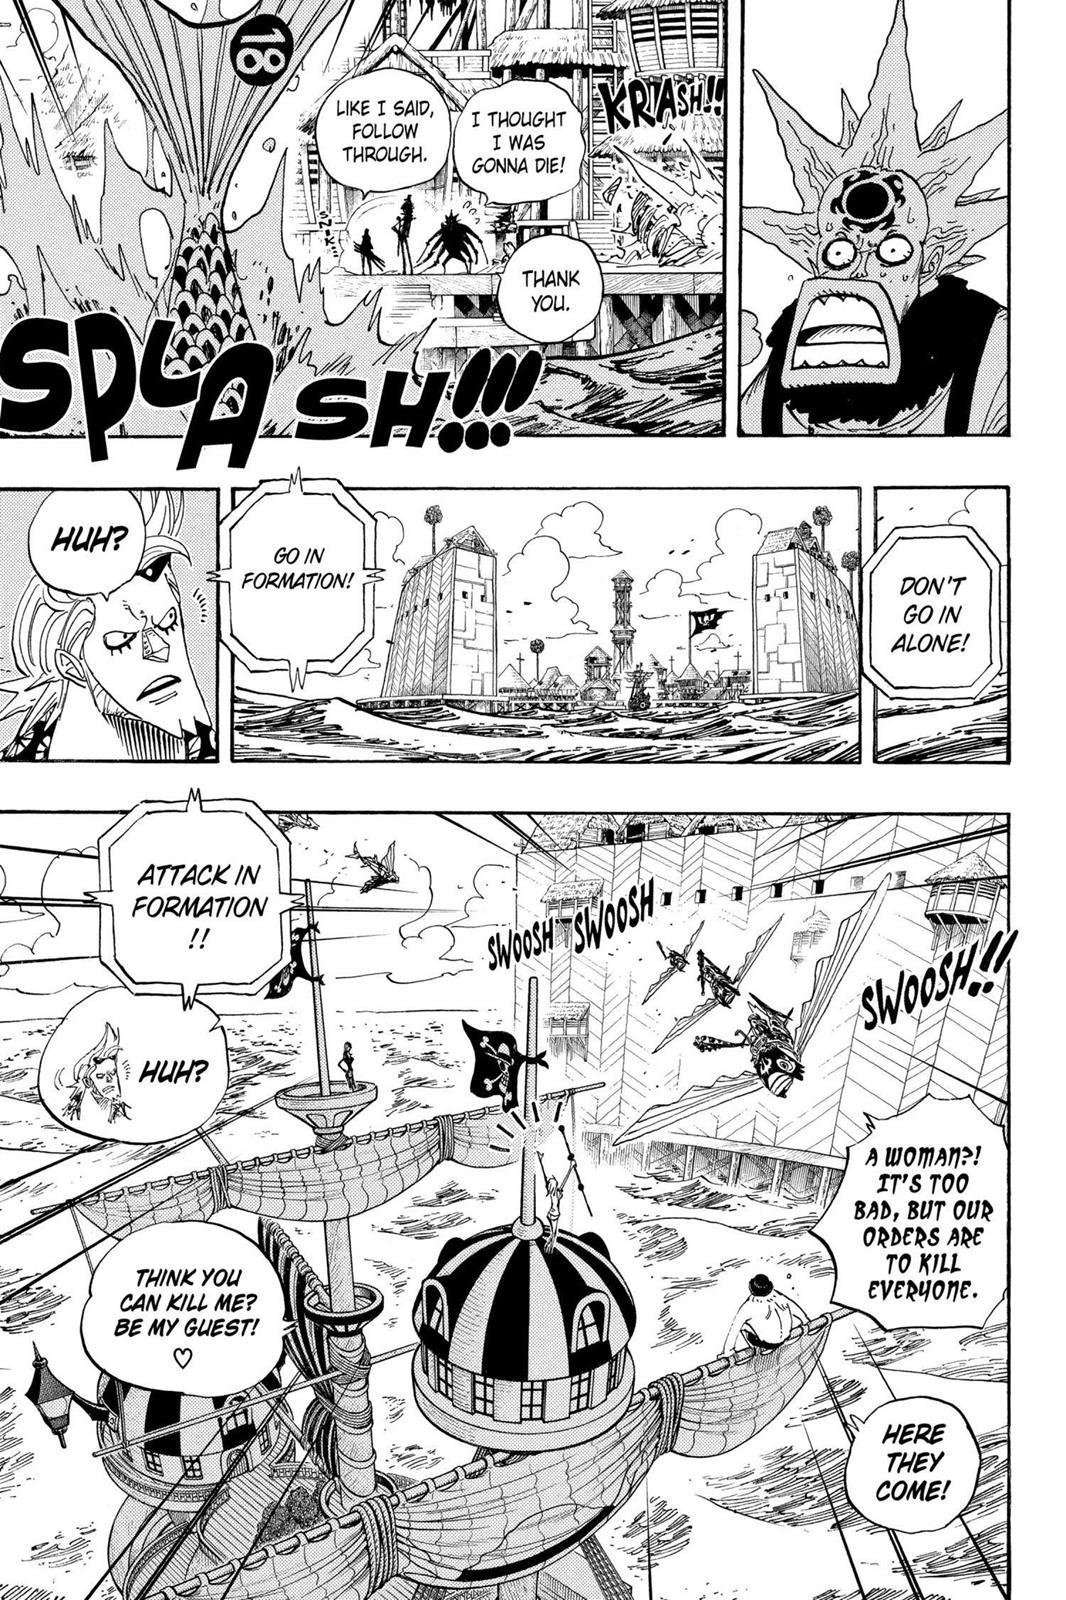 KRASH!!
I THOUGHT
I WAS
GONNA DIE!
LIKE I SAID,
FOLLOW
THROUGH.
THANK
YOU.
18
SPLASH!!!
DON'T
GO IN
ALONE!
GO IN
FORMATION!
HUH?
SWOOSH!!
SWOOSH
SWOOSH
ATTACK IN
FORMATION
!!
HUH?
A WOMAN?!
IT'S TOO
BAD, BUT OUR
ORDERS ARE
TO KILL
EVERYONE.
THINK YOU
CAN KILL ME?
BE MY GUEST!
♡
HERE
THEY
COME!